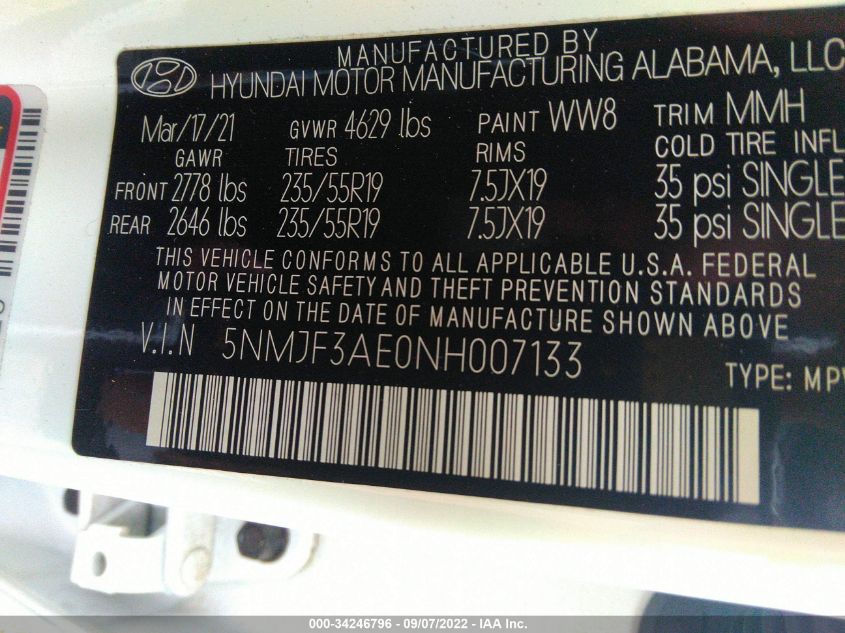 MANUFACTURED BY
HYUNDAI MOTOR MANUFACTURING ALABAMA, LLC
Mar/17/21 GVWR 4629 lbs PAINT WW8 TRIM MMH
GAWR TIRES RIMS COLD TIRE INFL
FRONT 2778 lbs 235/55R19 7.5JX19 35 psi SINGLE
REAR 2646 lbs 235/55R19 7.5JX19 35 psi SINGLE
THIS VEHICLE CONFORMS TO ALL APPLICABLE U.S.A. FEDERAL
MOTOR VEHICLE SAFETY AND THEFT PREVENTION STANDARDS
IN EFFECT ON THE DATE OF MANUFACTURE SHOWN ABOVE
V.I.N 5NMJF3AE0NH007133
TYPE: MPV
000-34246796 - 09/07/2022 - IAA Inc.